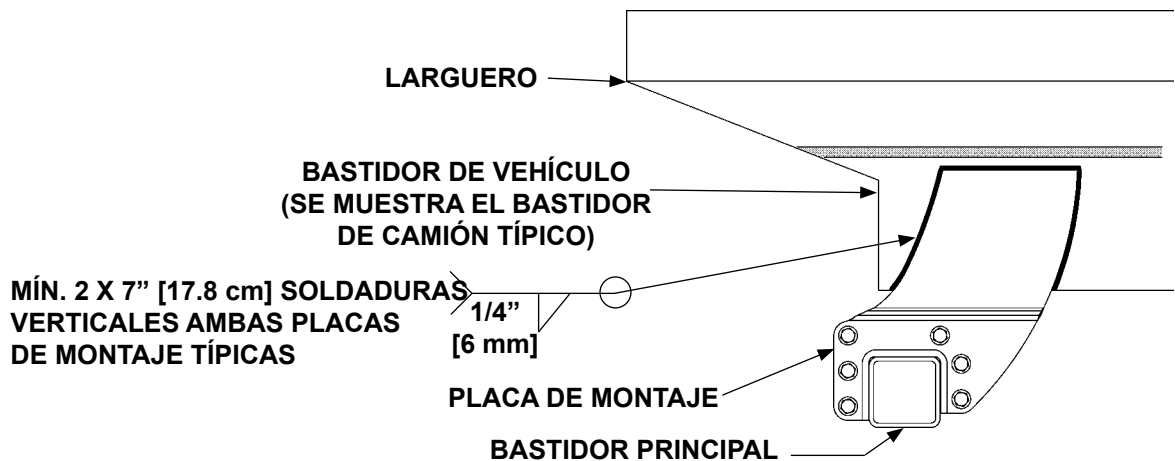 LARGUERO
BASTIDOR DE VEHÍCULO
(SE MUESTRA EL BASTIDOR
DE CAMIÓN TÍPICO)
MÍN. 2 X 7” [17.8 cm] SOLDADURAS
VERTICALES AMBAS PLACAS
DE MONTAJE TÍPICAS
1/4”
[6 mm]
PLACA DE MONTAJE
BASTIDOR PRINCIPAL